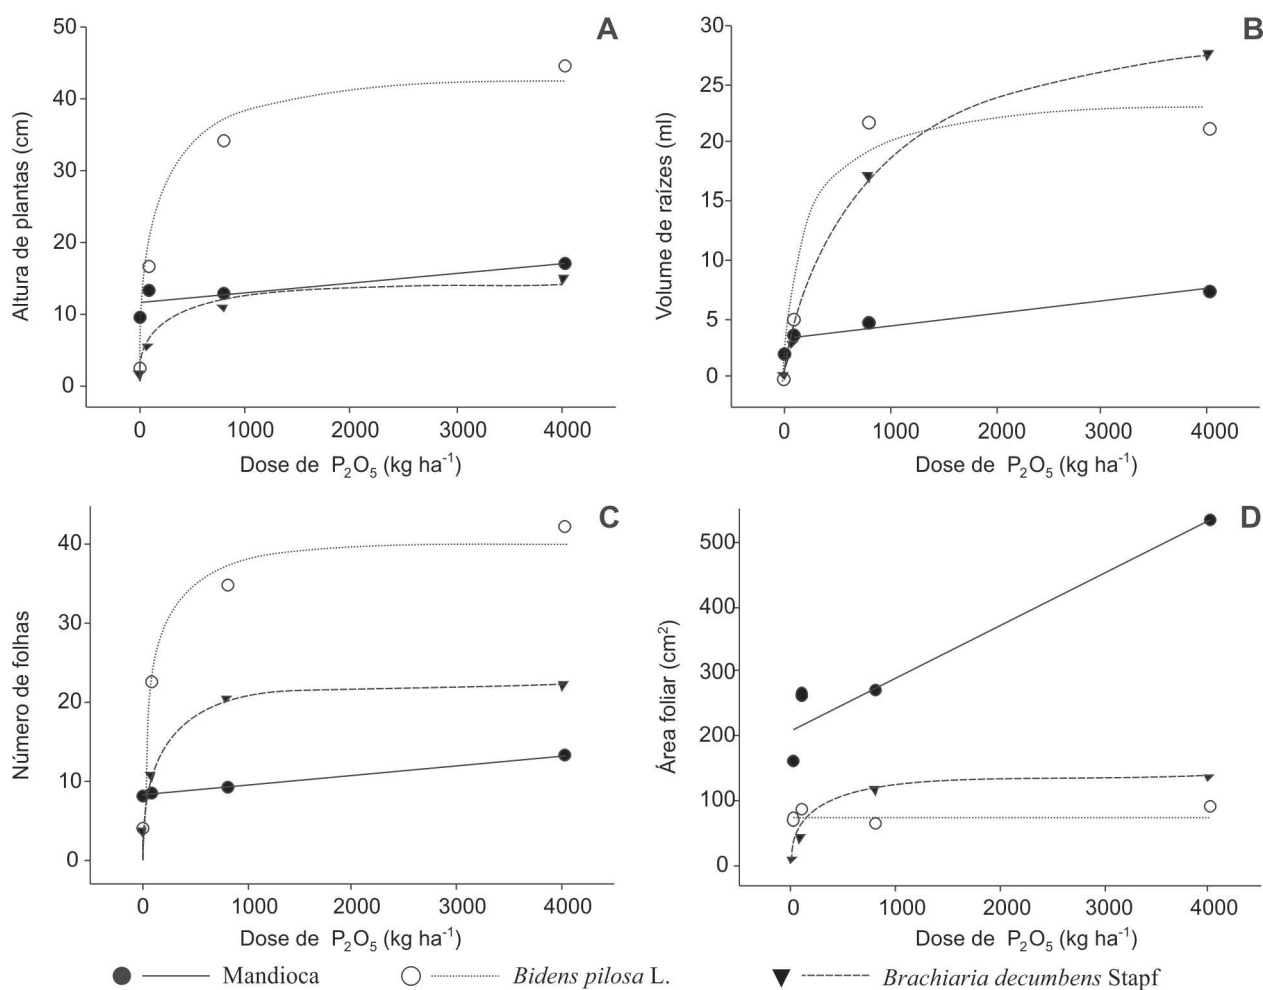 A
Altura de plantas (cm)
50
40
30
20
10
0
0 1000 2000 3000 4000
Dose de P₂O₅ (kg ha⁻¹)
B
Volume de raízes (ml)
30
25
20
15
10
5
0
0 1000 2000 3000 4000
Dose de P₂O₅ (kg ha⁻¹)
C
Número de folhas
40
30
20
10
0
0 1000 2000 3000 4000
Dose de P₂O₅ (kg ha⁻¹)
D
Área foliar (cm²)
500
400
300
200
100
0
0 1000 2000 3000 4000
Dose de P₂O₅ (kg ha⁻¹)
Mandioca Bidens pilosa L. Brachiaria decumbens Stapf